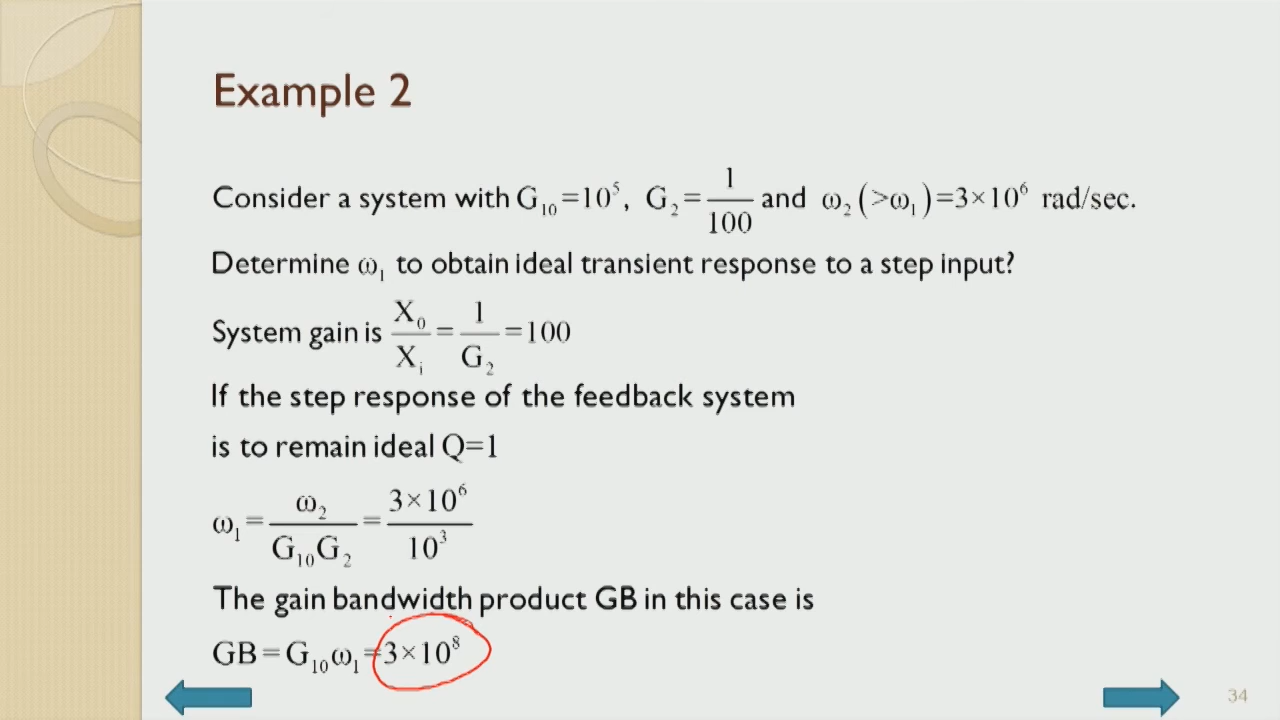 Example 2
Consider a system with G₁₀=10⁵, G₂=1/100 and ω₂(>ω₁)=3×10⁶ rad/sec.
Determine ω₁ to obtain ideal transient response to a step input?
System gain is X₀/Xᵢ=1/G₂=100
If the step response of the feedback system
is to remain ideal Q=1
ω₁=ω₂/G₁₀G₂=3×10⁶/10³
The gain bandwidth product GB in this case is
GB=G₁₀ω₁=3×10⁸
34